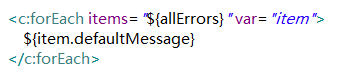 <c:forEach items="${allErrors}" var="item">
${item.defaultMessage}
</c:forEach>